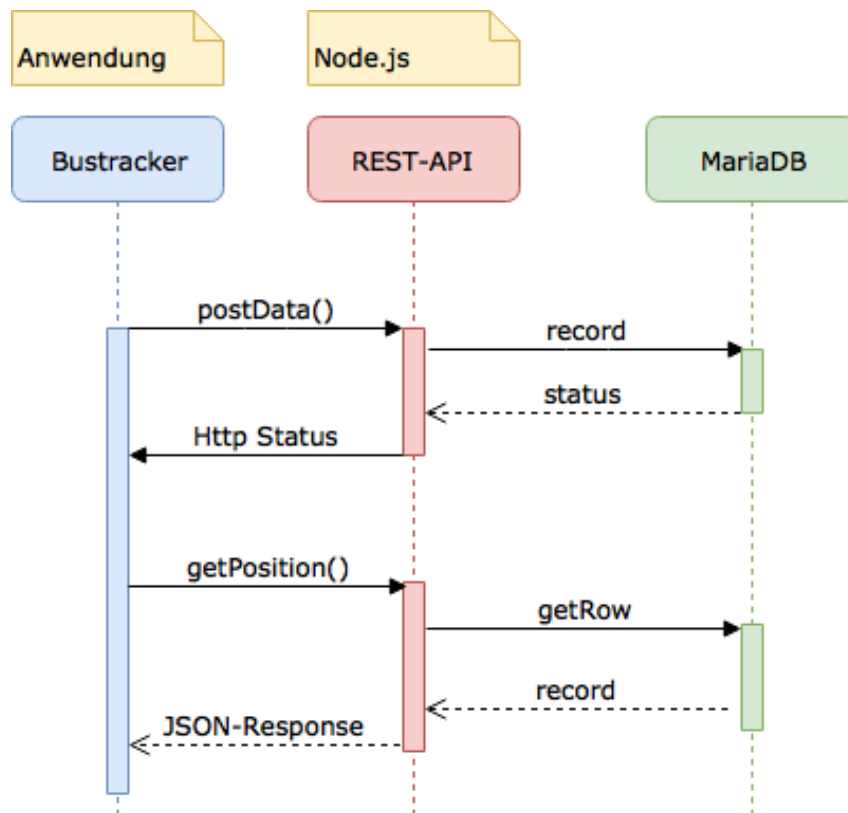 Anwendung
Node.js
Bustracker
REST-API
MariaDB
postData()
record
status
Http Status
getPosition()
getRow
record
JSON-Response